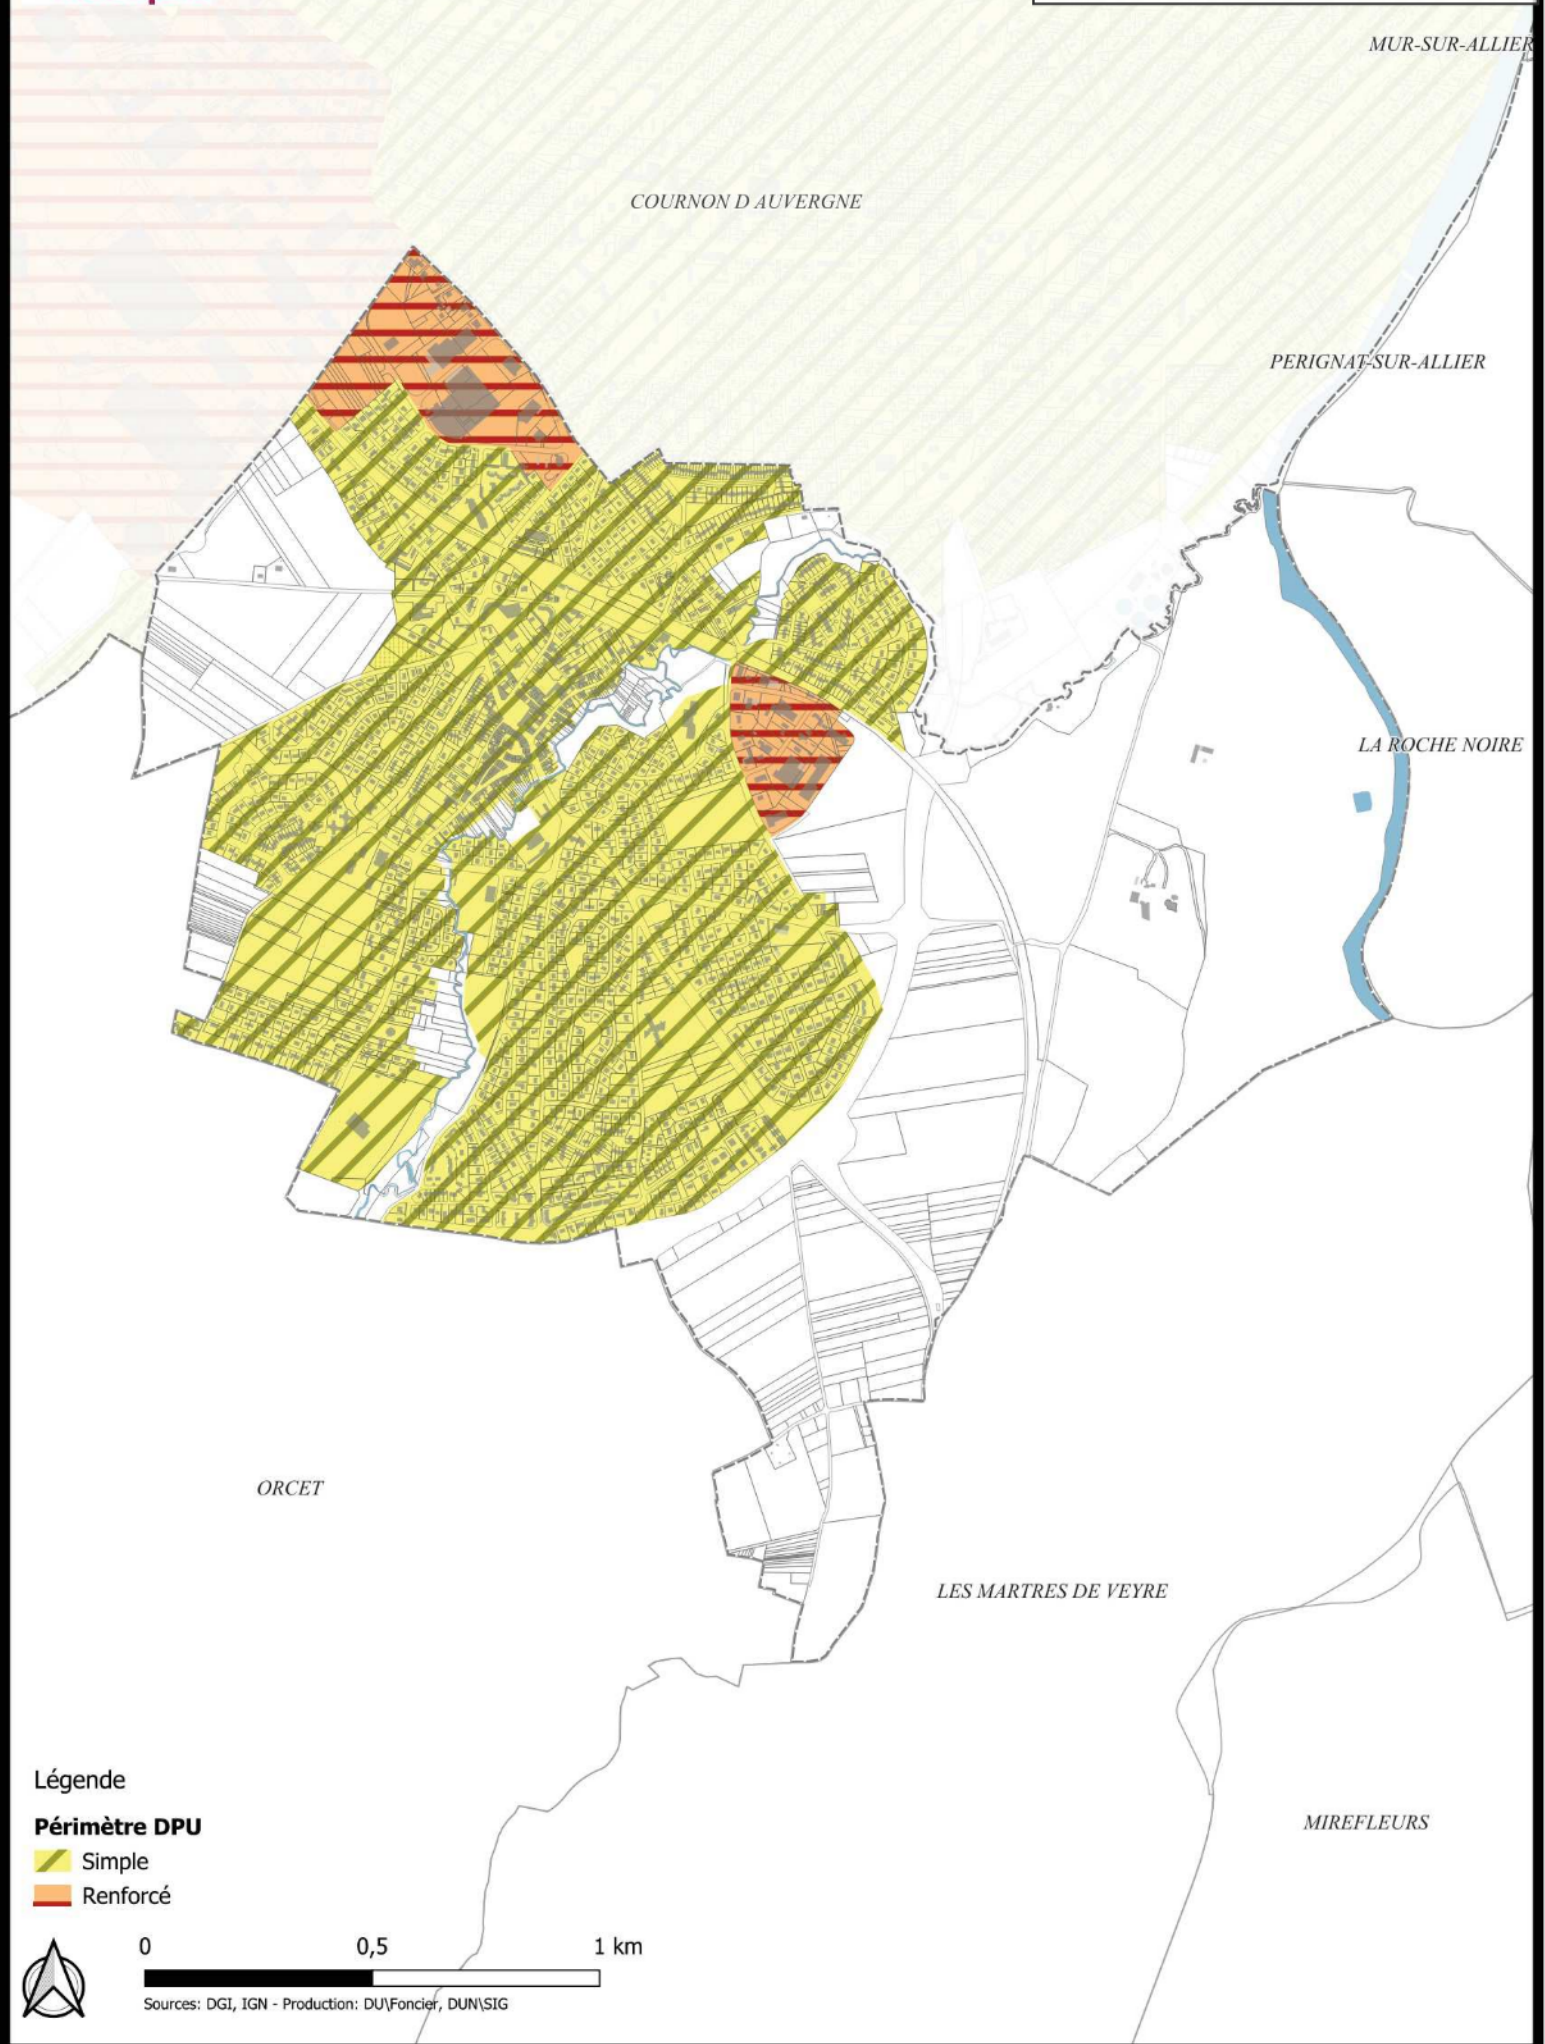 MUR-SUR-ALLIER
COURNON D AUVERGNE
PERIGNAT-SUR-ALLIER
LA ROCHE NOIRE
ORCET
LES MARTRES DE VEYRE
MIREFLEURS
Légende
Périmètre DPU
Simple
Renforcé
0 0,5 1 km
Sources: DGI, IGN - Production: DU\Foncier, DUN\SIG